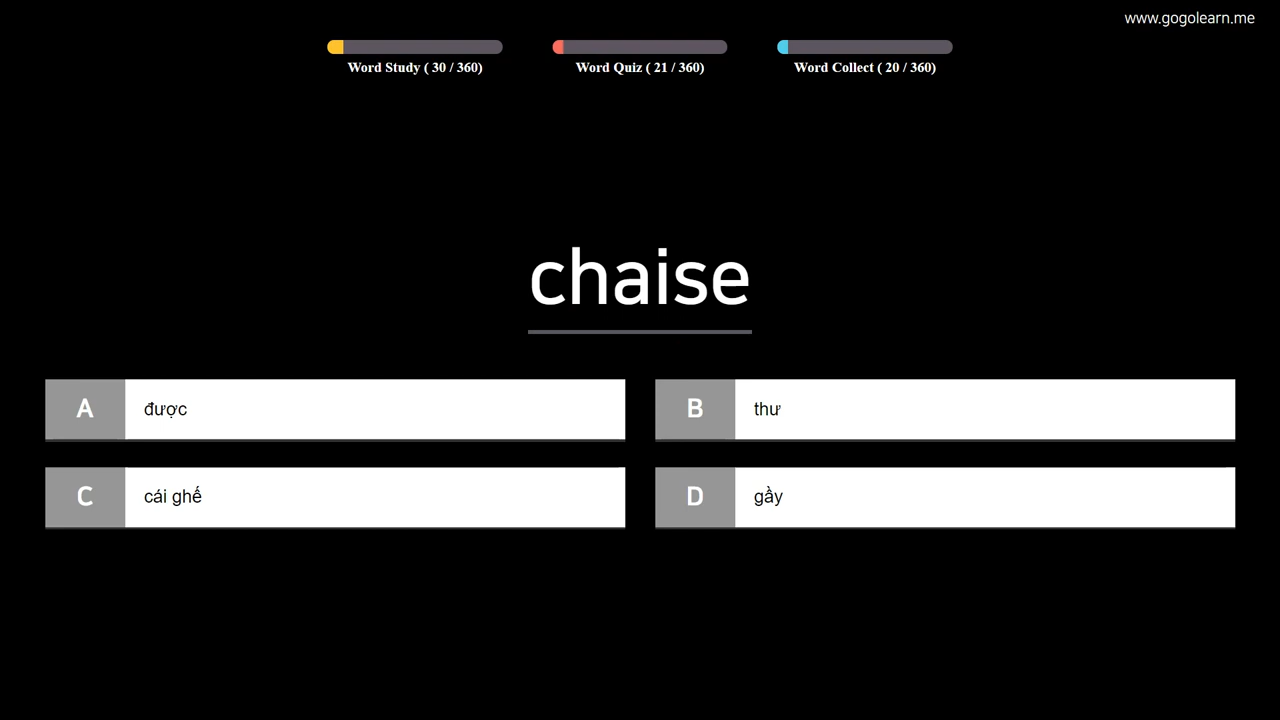 www.gogolearn.me
Word Study ( 30 / 360)
Word Quiz ( 21 / 360)
Word Collect ( 20 / 360)
chaise
A được
B thư
C cái ghế
D gầy